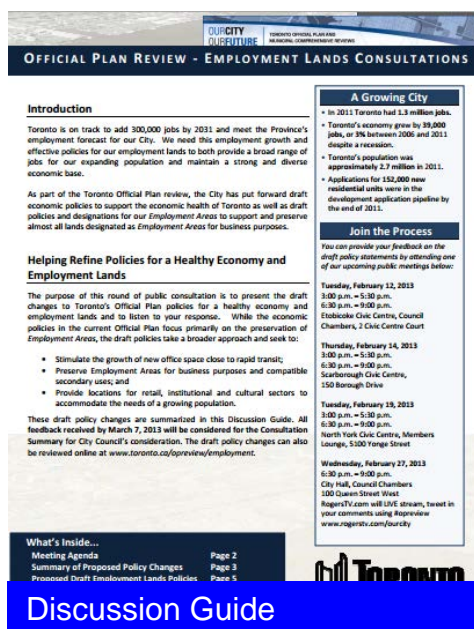 OURCITY
OURFUTURE
TORONTO OFFICIAL PLAN AND
MUNICIPAL COMPREHENSIVE REVIEWS
OFFICIAL PLAN REVIEW - EMPLOYMENT LANDS CONSULTATIONS
Introduction
Toronto is on track to add 300,000 jobs by 2031 and meet the Province's
employment forecast for our City. We need this employment growth and
effective policies for our employment lands to both provide a broad range of
jobs for our expanding population and maintain a strong and diverse
economic base.
As part of the Toronto Official Plan review, the City has put forward draft
economic policies to support the economic health of Toronto as well as draft
policies and designations for our Employment Areas to support and preserve
almost all lands designated as Employment Areas for business purposes.
Helping Refine Policies for a Healthy Economy and
Employment Lands
The purpose of this round of public consultation is to present the draft
changes to Toronto's Official Plan policies for a healthy economy and
employment lands and to listen to your response. While the economic
policies in the current Official Plan focus primarily on the preservation of
Employment Areas, the draft policies take a broader approach and seek to:
• Stimulate the growth of new office space close to rapid transit;
• Preserve Employment Areas for business purposes and compatible
secondary uses; and
• Provide locations for retail, institutional and cultural sectors to
accommodate the needs of a growing population.
These draft policy changes are summarized in this Discussion Guide. All
feedback received by March 7, 2013 will be considered for the Consultation
Summary for City Council's consideration. The draft policy changes can also
be reviewed online at www.toronto.ca/opreview/employment.
What's Inside...
Meeting Agenda Page 2
Summary of Proposed Policy Changes Page 3
Proposed Draft Employment Lands Policies Page 5
A Growing City
• In 2011 Toronto had 1.3 million jobs.
• Toronto's economy grew by 39,000
jobs, or 3% between 2006 and 2011
despite a recession.
• Toronto's population was
approximately 2.7 million in 2011.
• Applications for 152,000 new
residential units were in the
development application pipeline by
the end of 2011.
Join the Process
You can provide your feedback on the
draft policy statements by attending one
of our upcoming public meetings below:
Tuesday, February 12, 2013
3:00 p.m. – 5:30 p.m.
6:30 p.m. – 9:00 p.m.
Etobicoke Civic Centre, Council
Chambers, 2 Civic Centre Court
Thursday, February 14, 2013
3:00 p.m. – 5:30 p.m.
6:30 p.m. – 9:00 p.m.
Scarborough Civic Centre,
150 Borough Drive
Tuesday, February 19, 2013
3:00 p.m. – 5:30 p.m.
6:30 p.m. – 9:00 p.m.
North York Civic Centre, Members
Lounge, 5100 Yonge Street
Wednesday, February 27, 2013
6:30 p.m. – 9:00 p.m.
City Hall, Council Chambers
100 Queen Street West
RogersTV.com will LIVE stream, tweet in
your comments using #opreview
www.rogerstv.com/ourcity
TORONTO
Discussion Guide